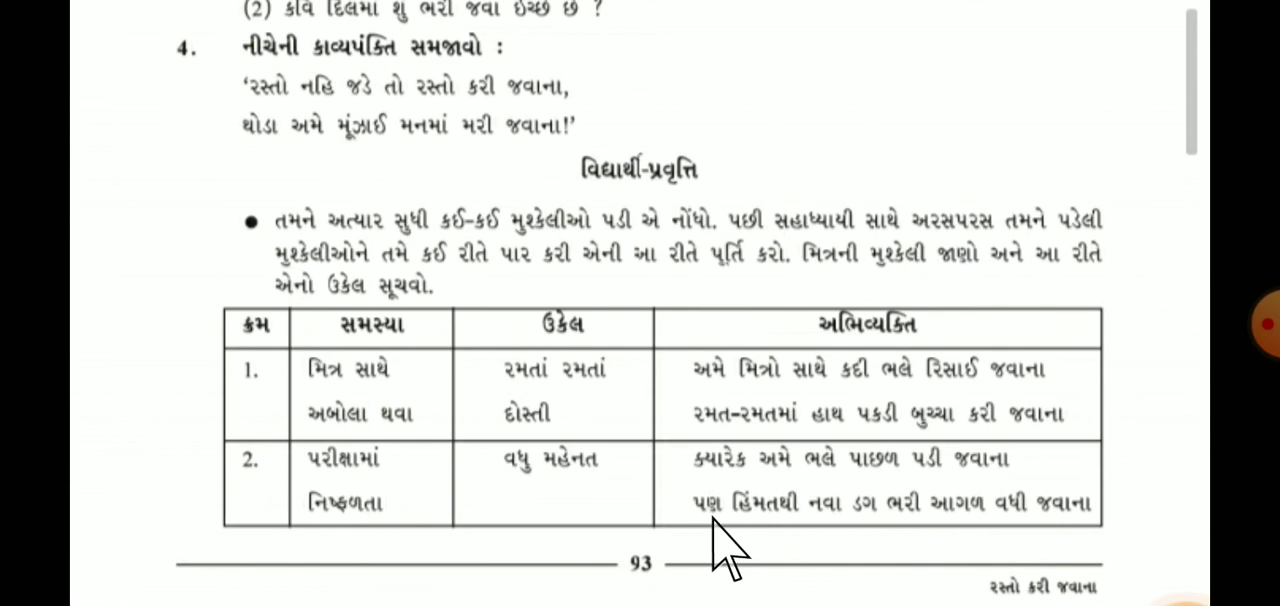 (2) કવિ દિલમાં શું ભરી જવા ઇચ્છે છે ?
4. નીચેની કાવ્યપંક્તિ સમજાવો :
‘રસ્તો નહિ જડે તો રસ્તો કરી જવાના,
થોડા અમે મૂંઝાઈ મનમાં મરી જવાના!’
વિદ્યાર્થી-પ્રવૃત્તિ
● તમને અત્યાર સુધી કઈ-કઈ મુશ્કેલીઓ પડી એ નોંધો. પછી સહાધ્યાયી સાથે અરસપરસ તમને પડેલી
મુશ્કેલીઓને તમે કઈ રીતે પાર કરી એની આ રીતે પૂર્તિ કરો. મિત્રની મુશ્કેલી જાણો અને આ રીતે
એનો ઉકેલ સૂચવો.
ક્રમ સમસ્યા ઉકેલ અભિવ્યક્તિ
1. મિત્ર સાથે રમતાં રમતાં અમે મિત્રો સાથે કદી ભલે રિસાઈ જવાના
અબોલા થવા દોસ્તી રમત-રમતમાં હાથ પકડી બુચ્ચા કરી જવાના
2. પરીક્ષામાં વધુ મહેનત ક્યારેક અમે ભલે પાછળ પડી જવાના
નિષ્ફળતા પણ હિંમતથી નવા ડગ ભરી આગળ વધી જવાના
93
રસ્તો કરી જવાના